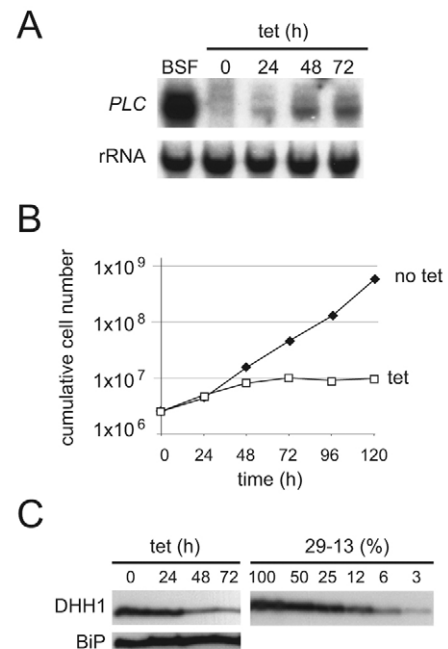 A
tet (h)
BSF 0 24 48 72
PLC
rRNA
B
1x10⁹
no tet
1x10⁸
cumulative cell number
1x10⁷
tet
1x10⁶
0 24 48 72 96 120
time (h)
C
tet (h) 29-13 (%)
0 24 48 72 100 50 25 12 6 3
DHH1
BiP